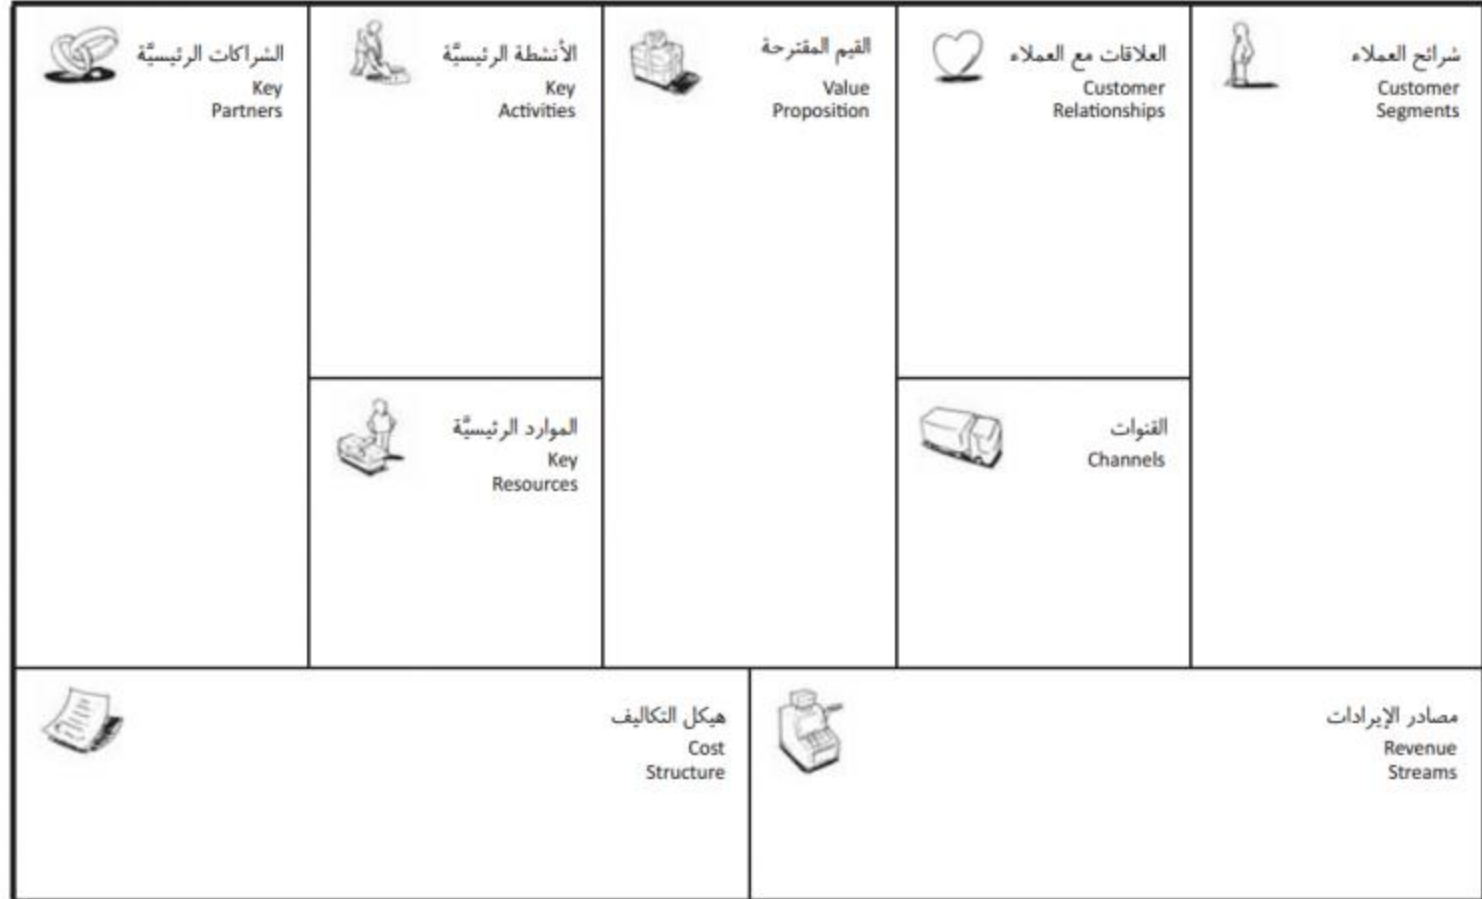 الشراكات الرئيسيَّة
Key
Partners
الأنشطة الرئيسيَّة
Key
Activities
القيم المقترحة
Value
Proposition
العلاقات مع العملاء
Customer
Relationships
شرائح العملاء
Customer
Segments
الموارد الرئيسيَّة
Key
Resources
القنوات
Channels
هيكل التكاليف
Cost
Structure
مصادر الإيرادات
Revenue
Streams